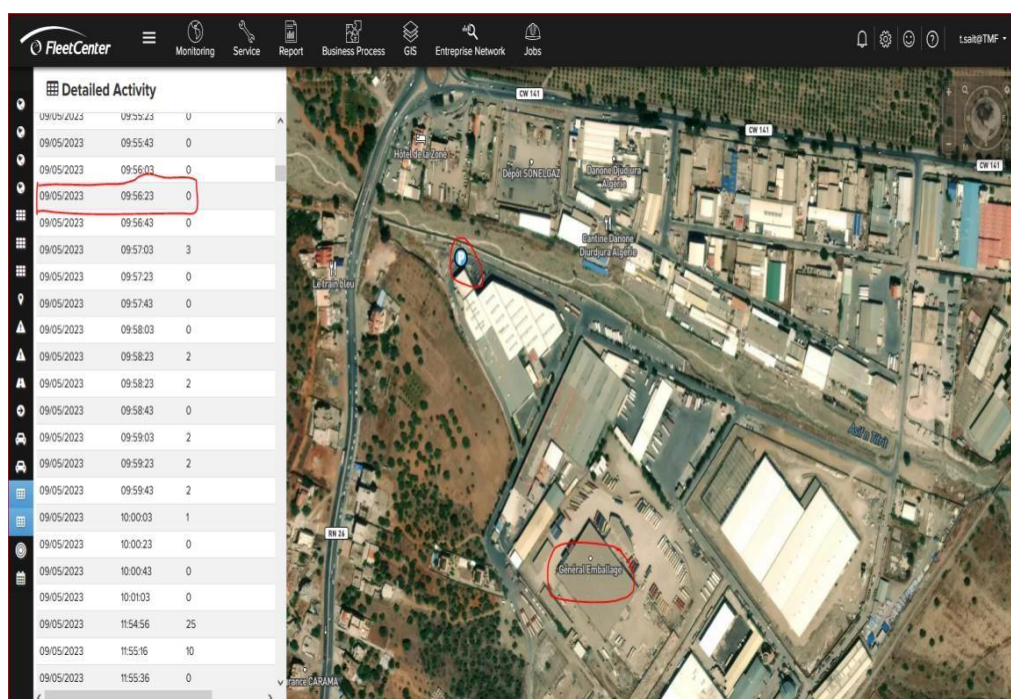 FleetCenter
Monitoring
Service
Report
Business Process
GIS
Entreprise Network
Jobs
t.sait@TMF
Detailed Activity
09/05/2023 09:55:23 0
09/05/2023 09:55:43 0
09/05/2023 09:56:03 0
09/05/2023 09:56:23 0
09/05/2023 09:56:43 0
09/05/2023 09:57:03 3
09/05/2023 09:57:23 0
09/05/2023 09:57:43 0
09/05/2023 09:58:03 0
09/05/2023 09:58:23 2
09/05/2023 09:58:23 2
09/05/2023 09:58:43 0
09/05/2023 09:59:03 2
09/05/2023 09:59:23 2
09/05/2023 09:59:43 2
09/05/2023 10:00:03 1
09/05/2023 10:00:23 0
09/05/2023 10:00:43 0
09/05/2023 10:01:03 0
09/05/2023 11:54:56 25
09/05/2023 11:55:16 10
09/05/2023 11:55:36 0
CW 141
CW 141
CW 141
Hôtel de la Zone
Dépôt SONELGAZ
Danone Djudjura
Algérie
Cantine Danone
Djurdjura Algérie
Le train bleu
P
Asif n Tifrit
RN 26
Général Emballage
rance CARAMA